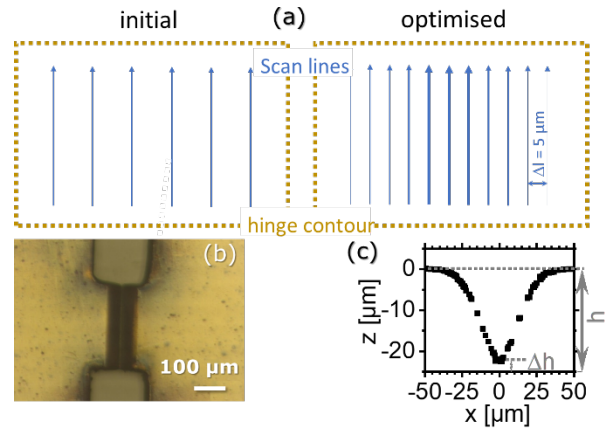 initial (a) optimised
Scan lines
Δl = 5 µm
hinge contour
(b)
100 µm
(c)
0
-10
-20
z [µm]
Δh
h
-50 -25 0 25 50
x [µm]